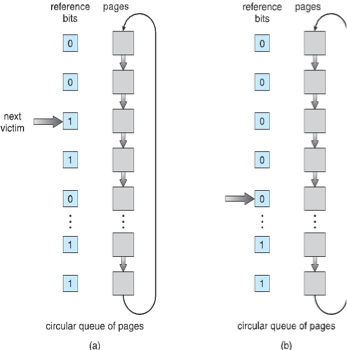 reference bits
pages
0
0
next victim
1
1
0
1
1
circular queue of pages
(a)
reference bits
pages
0
0
0
0
0
1
1
circular queue of pages
(b)